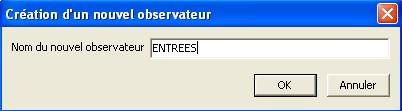 Création d'un nouvel observateur
Nom du nouvel observateur ENTREES
OK Annuler